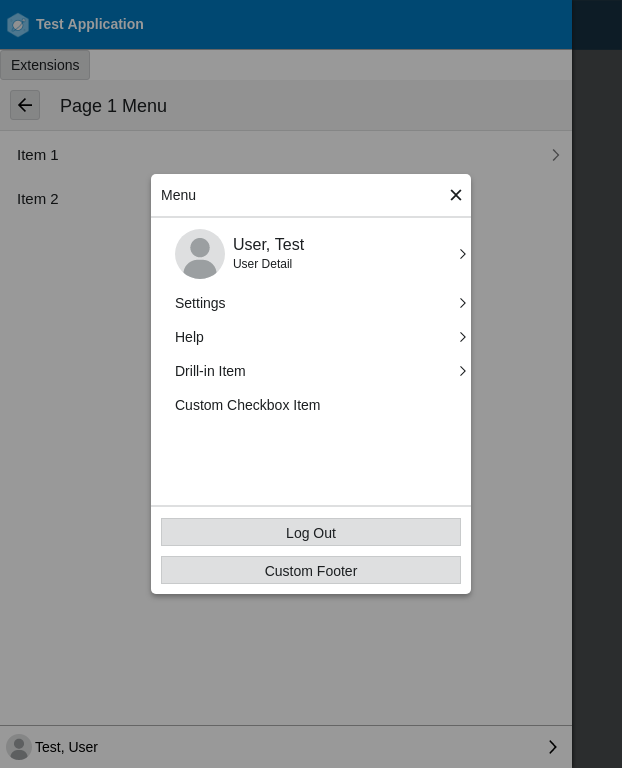 Test Application
Extensions
Page 1 Menu
Item 1
Item 2
Menu
User, Test
User Detail
Settings
Help
Drill-in Item
Custom Checkbox Item
Log Out
Custom Footer
Test, User